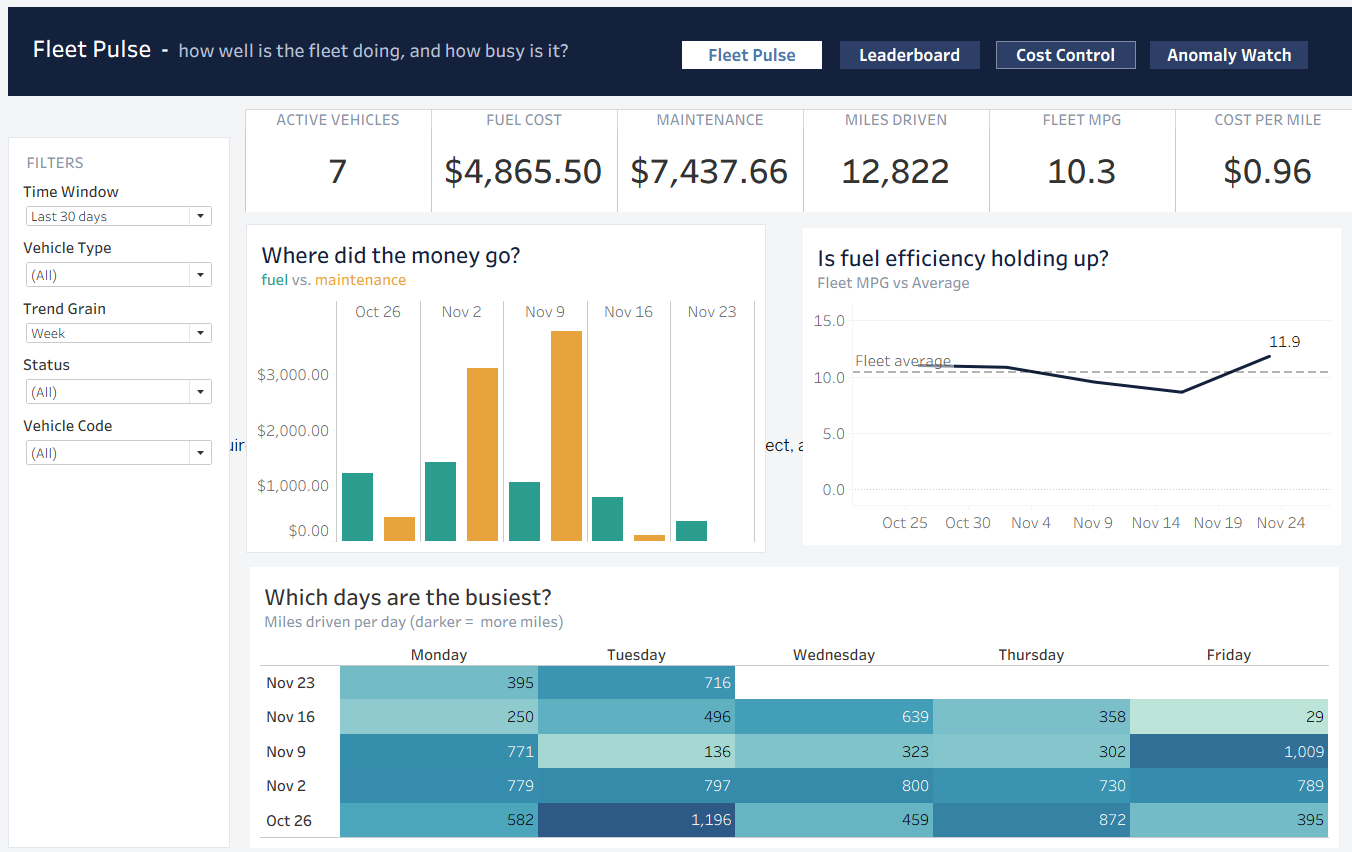 Fleet Pulse - how well is the fleet doing, and how busy is it?
Fleet Pulse Leaderboard Cost Control Anomaly Watch
ACTIVE VEHICLES FUEL COST MAINTENANCE MILES DRIVEN FLEET MPG COST PER MILE
7 $4,865.50 $7,437.66 12,822 10.3 $0.96
FILTERS
Time Window
Last 30 days
Vehicle Type
(All)
Trend Grain
Week
Status
(All)
Vehicle Code
(All)
Where did the money go?
fuel vs. maintenance
Oct 26 Nov 2 Nov 9 Nov 16 Nov 23
$3,000.00
$2,000.00
$1,000.00
$0.00
Is fuel efficiency holding up?
Fleet MPG vs Average
15.0
11.9
Fleet average
10.0
5.0
0.0
Oct 25 Oct 30 Nov 4 Nov 9 Nov 14 Nov 19 Nov 24
Which days are the busiest?
Miles driven per day (darker = more miles)
Monday Tuesday Wednesday Thursday Friday
Nov 23 395 716
Nov 16 250 496 639 358 29
Nov 9 771 136 323 302 1,009
Nov 2 779 797 800 730 789
Oct 26 582 1,196 459 872 395